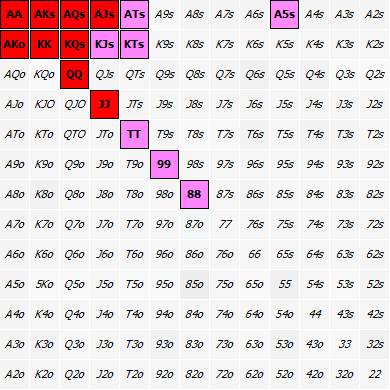 AA AKs AQs AJs ATs A9s A8s A7s A6s A5s A4s A3s A2s
AKo KK KQs KJs KTs K9s K8s K7s K6s K5s K4s K3s K2s
AQo KQo QQ QJs QTs Q9s Q8s Q7s Q6s Q5s Q4s Q3s Q2s
AJo KJO QJO JJ JTs J9s J8s J7s J6s J5s J4s J3s J2s
ATo KTo QTO JTo TT T9s T8s T7s T6s T5s T4s T3s T2s
A9o K9o Q9o J9o T9o 99 98s 97s 96s 95s 94s 93s 92s
A8o K8o Q8o J8o T8o 98o 88 87s 86s 85s 84s 83s 82s
A7o K7o Q7o J7o T7o 97o 87o 77 76s 75s 74s 73s 72s
A6o K6o Q6o J6o T6o 96o 86o 76o 66 65s 64s 63s 62s
A5o 5Ko Q5o J5o T5o 95o 85o 75o 65o 55 54s 53s 52s
A4o K4o Q4o J4o T4o 94o 84o 74o 64o 54o 44 43s 42s
A3o K3o Q3o J3o T3o 93o 83o 73o 63o 53o 43o 33 32s
A2o K2o Q2o J2o T2o 92o 82o 72o 62o 52o 42o 32o 22